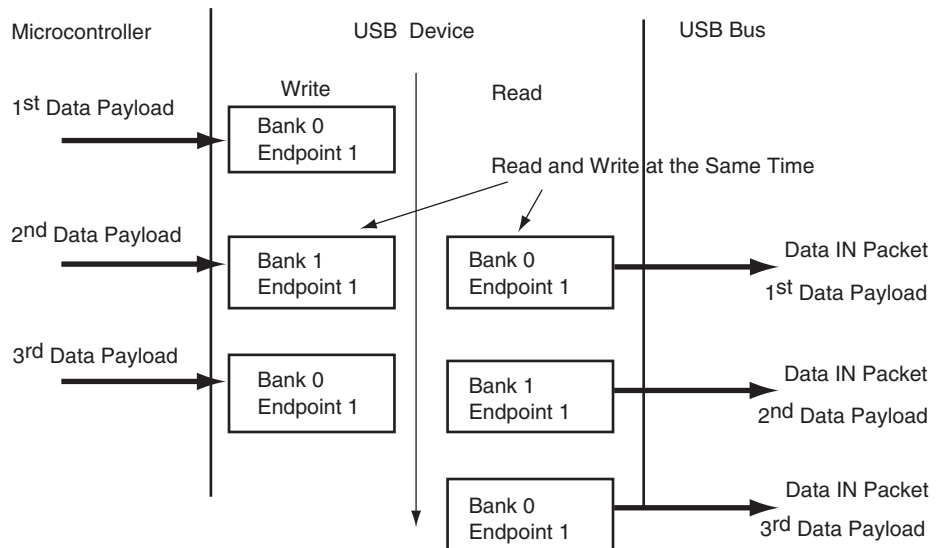 Microcontroller
USB Device
USB Bus
Write
Read
1st Data Payload
Bank 0
Endpoint 1
Read and Write at the Same Time
2nd Data Payload
Bank 1
Endpoint 1
Bank 0
Endpoint 1
Data IN Packet
1st Data Payload
3rd Data Payload
Bank 0
Endpoint 1
Bank 1
Endpoint 1
Data IN Packet
2nd Data Payload
Bank 0
Endpoint 1
Data IN Packet
3rd Data Payload